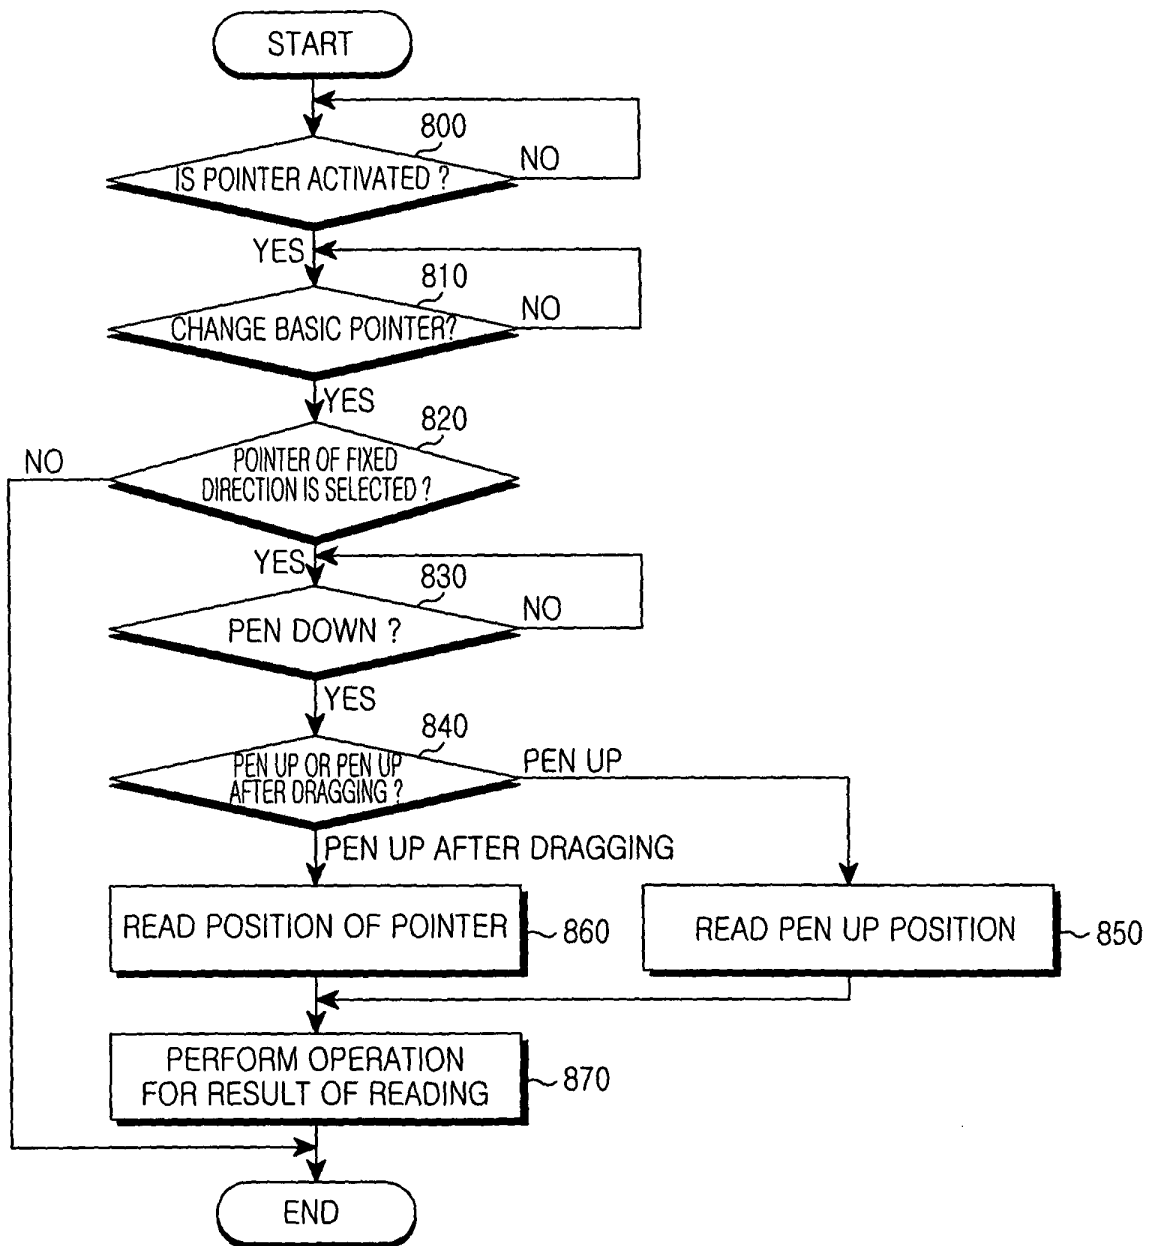 START
800
IS POINTER ACTIVATED ?
NO
YES
810
CHANGE BASIC POINTER?
NO
YES
820
NO
POINTER OF FIXED
DIRECTION IS SELECTED ?
YES
830
PEN DOWN ?
NO
YES
840
PEN UP OR PEN UP
AFTER DRAGGING ?
PEN UP
PEN UP AFTER DRAGGING
READ POSITION OF POINTER
860
READ PEN UP POSITION
850
PERFORM OPERATION
FOR RESULT OF READING
870
END